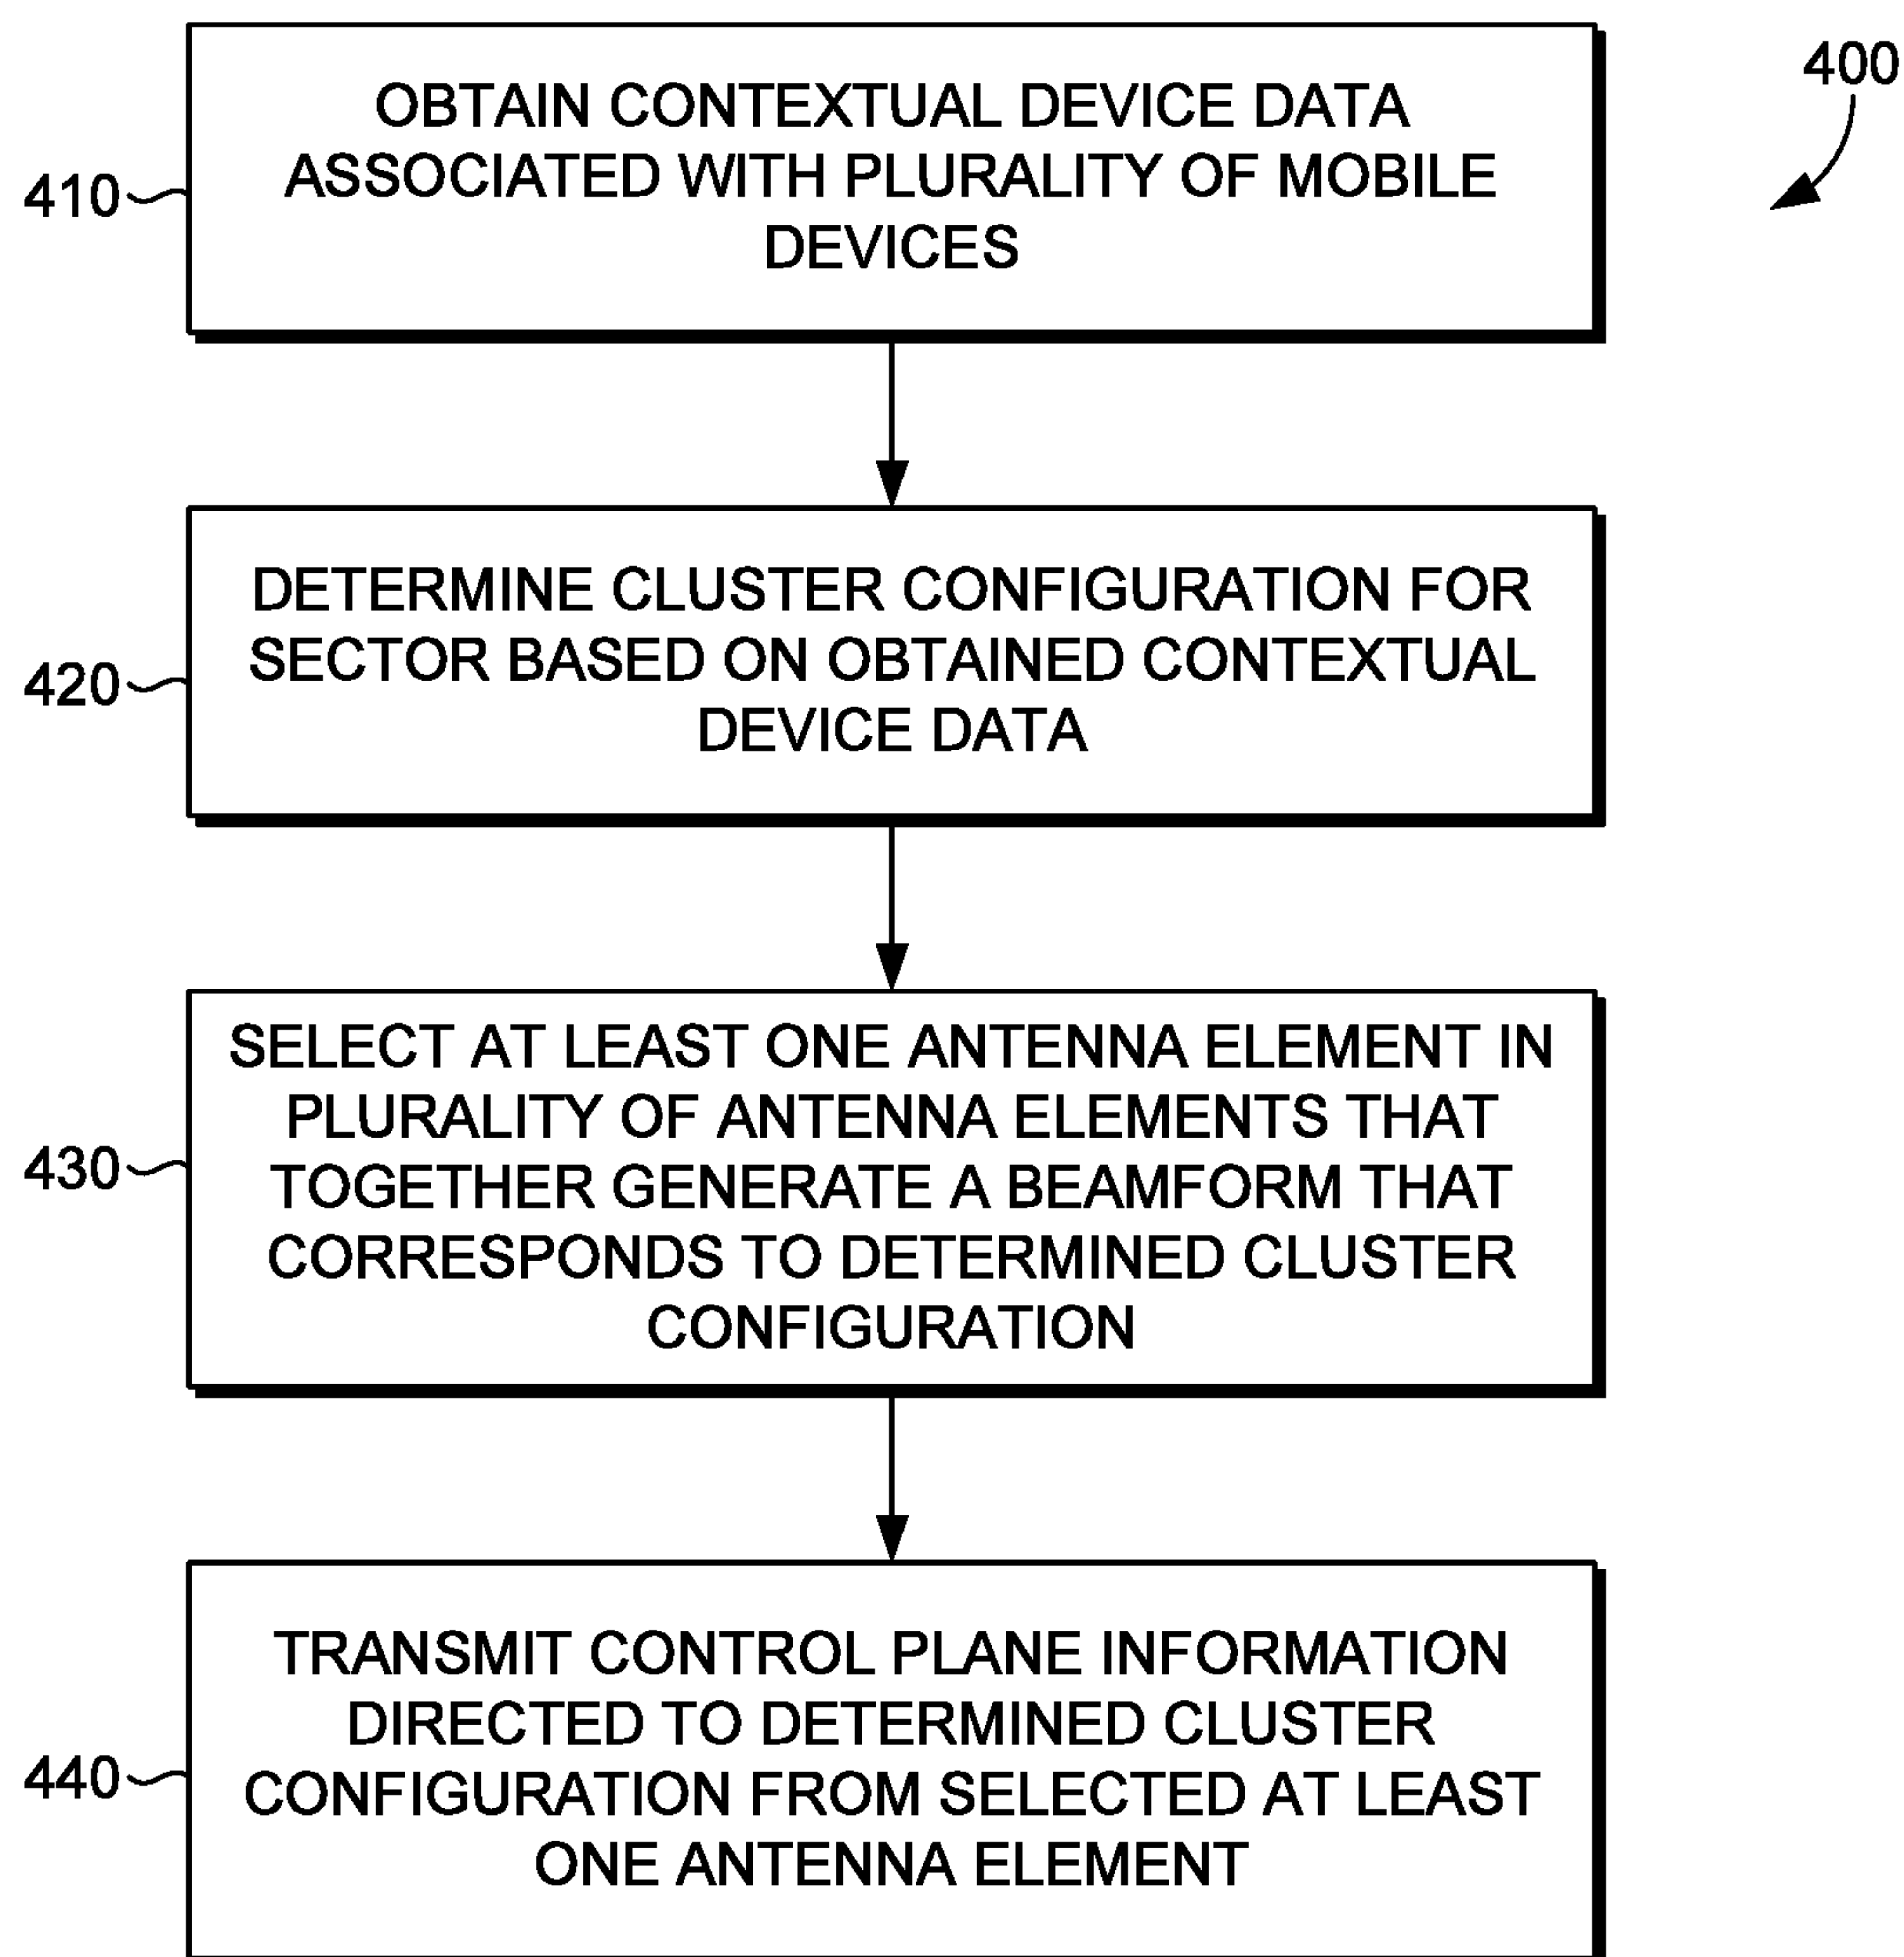 400
410
OBTAIN CONTEXTUAL DEVICE DATA
ASSOCIATED WITH PLURALITY OF MOBILE
DEVICES
420
DETERMINE CLUSTER CONFIGURATION FOR
SECTOR BASED ON OBTAINED CONTEXTUAL
DEVICE DATA
430
SELECT AT LEAST ONE ANTENNA ELEMENT IN
PLURALITY OF ANTENNA ELEMENTS THAT
TOGETHER GENERATE A BEAMFORM THAT
CORRESPONDS TO DETERMINED CLUSTER
CONFIGURATION
440
TRANSMIT CONTROL PLANE INFORMATION
DIRECTED TO DETERMINED CLUSTER
CONFIGURATION FROM SELECTED AT LEAST
ONE ANTENNA ELEMENT